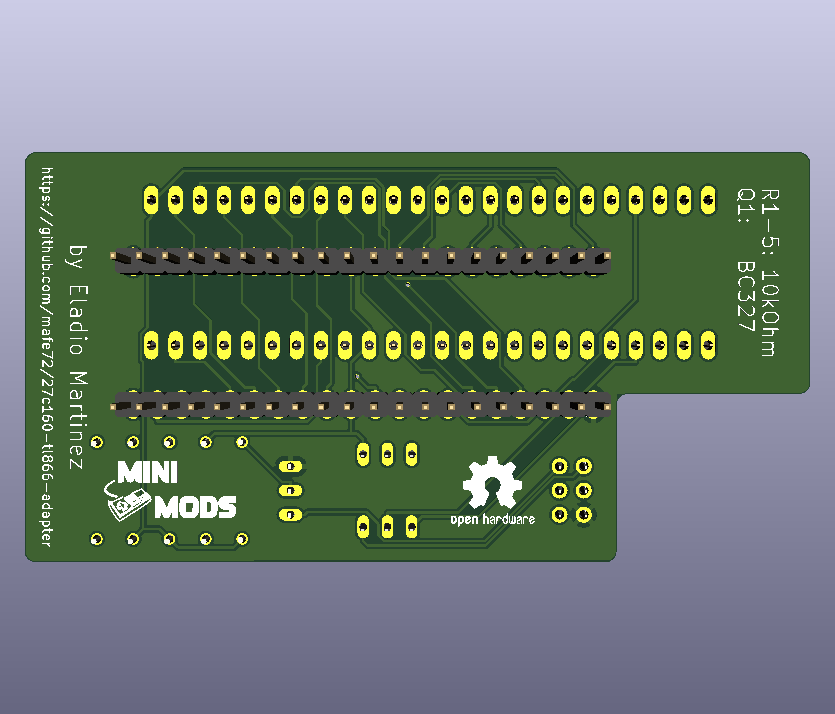 https://github.com/mafe72/27c160-tl866-adapter
by Eladio Martinez
MINI
MODS
open hardware
R1-5: 10kOhm
Q1: BC327